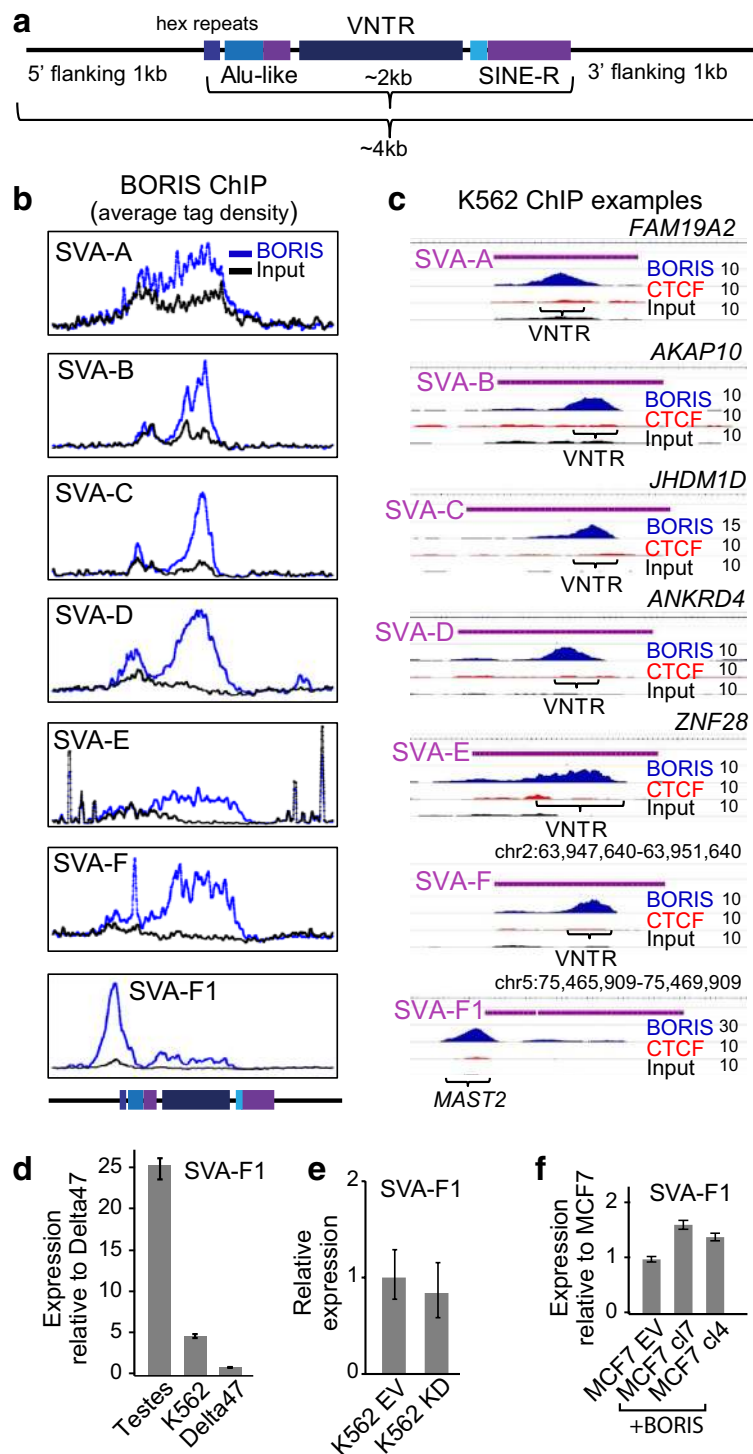 a
hex repeats
VNTR
5' flanking 1kb
Alu-like
~2kb
SINE-R
3' flanking 1kb
~4kb
b
BORIS ChIP
(average tag density)
SVA-A
BORIS
Input
SVA-B
SVA-C
SVA-D
SVA-E
SVA-F
SVA-F1
c
K562 ChIP examples
FAM19A2
SVA-A
BORIS 10
CTCF 10
Input 10
VNTR
AKAP10
SVA-B
BORIS 10
CTCF 10
Input 10
VNTR
JHDM1D
SVA-C
BORIS 15
CTCF 10
Input 10
VNTR
ANKRD4
SVA-D
BORIS 10
CTCF 10
Input 10
VNTR
ZNF28
SVA-E
BORIS 10
CTCF 10
Input 10
VNTR
chr2:63,947,640-63,951,640
SVA-F
BORIS 10
CTCF 10
Input 10
VNTR
chr5:75,465,909-75,469,909
SVA-F1
BORIS 30
CTCF 10
Input 10
MAST2
d
SVA-F1
Expression
relative to Delta47
25
20
15
10
5
0
Testes
K562
Delta47
e
SVA-F1
Relative
expression
2
1
0
K562 EV
K562 KD
f
SVA-F1
Expression
relative to MCF7
2
1
0
MCF7 EV
MCF7 cl7
MCF7 cl4
+BORIS